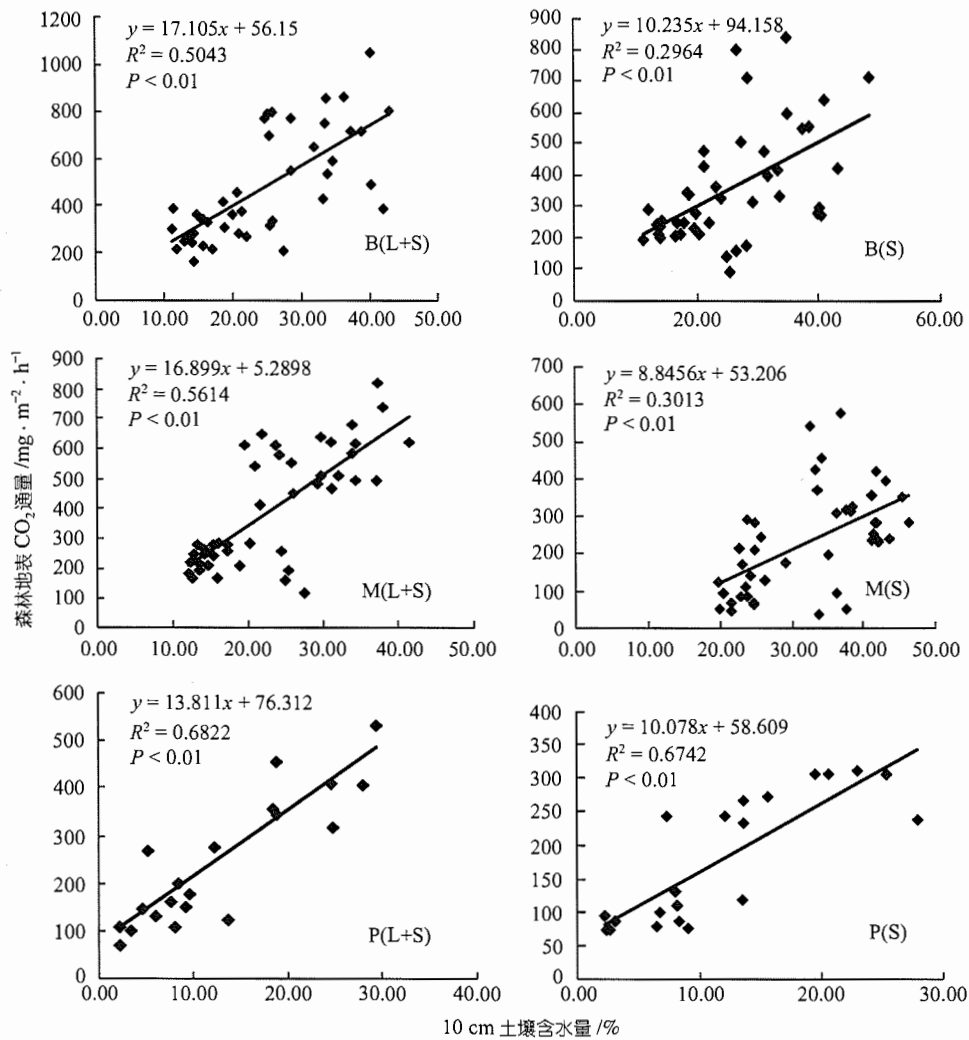 y = 17.105x + 56.15
R² = 0.5043
P < 0.01
B(L+S)
1200
1000
800
600
400
200
0
0.00 10.00 20.00 30.00 40.00 50.00
y = 10.235x + 94.158
R² = 0.2964
P < 0.01
B(S)
900
800
700
600
500
400
300
200
100
0
0.00 20.00 40.00 60.00
森林地表 CO₂通量 /mg · m⁻² · h⁻¹
y = 16.899x + 5.2898
R² = 0.5614
P < 0.01
M(L+S)
900
800
700
600
500
400
300
200
100
0
0.00 10.00 20.00 30.00 40.00 50.00
y = 8.8456x + 53.206
R² = 0.3013
P < 0.01
M(S)
700
600
500
400
300
200
100
0
0.00 10.00 20.00 30.00 40.00 50.00
y = 13.811x + 76.312
R² = 0.6822
P < 0.01
P(L+S)
600
500
400
300
200
100
0
0.00 10.00 20.00 30.00 40.00
y = 10.078x + 58.609
R² = 0.6742
P < 0.01
P(S)
400
350
300
250
200
150
100
50
0
0.00 10.00 20.00 30.00
10 cm 土壤含水量 /%